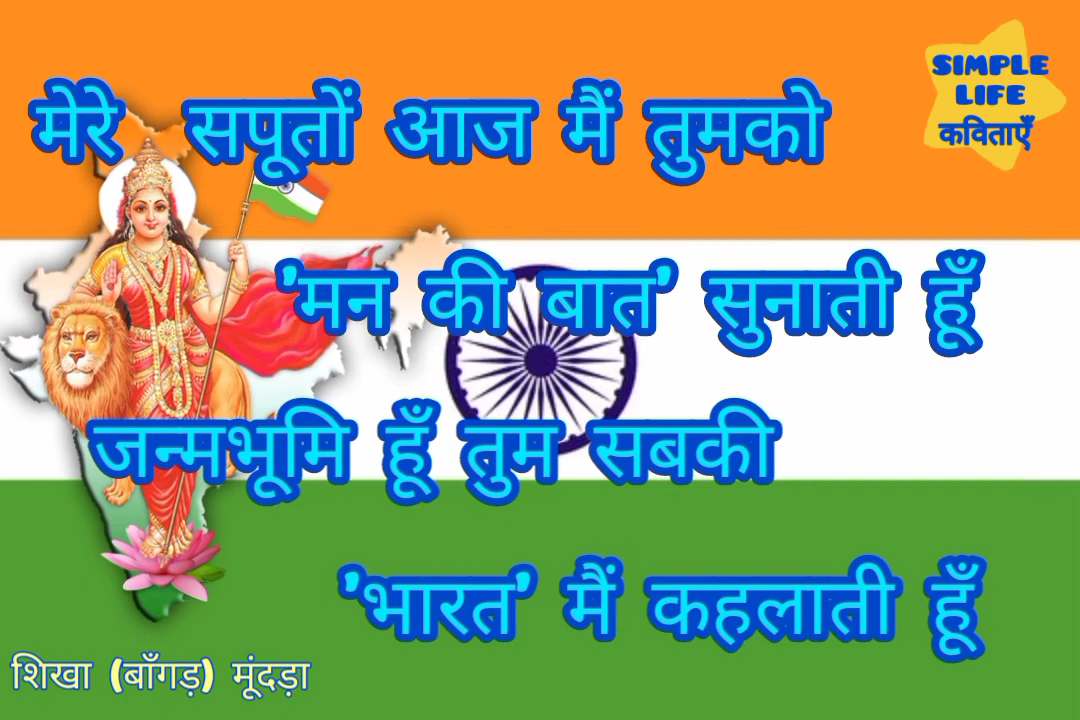 SIMPLE
LIFE
कविताएँ
मेरे सपूतों आज मैं तुमको
'मन की बात' सुनाती हूँ
जन्मभूमि हूँ तुम सबकी
'भारत' मैं कहलाती हूँ
शिखा (बाँगड़) मूंदड़ा